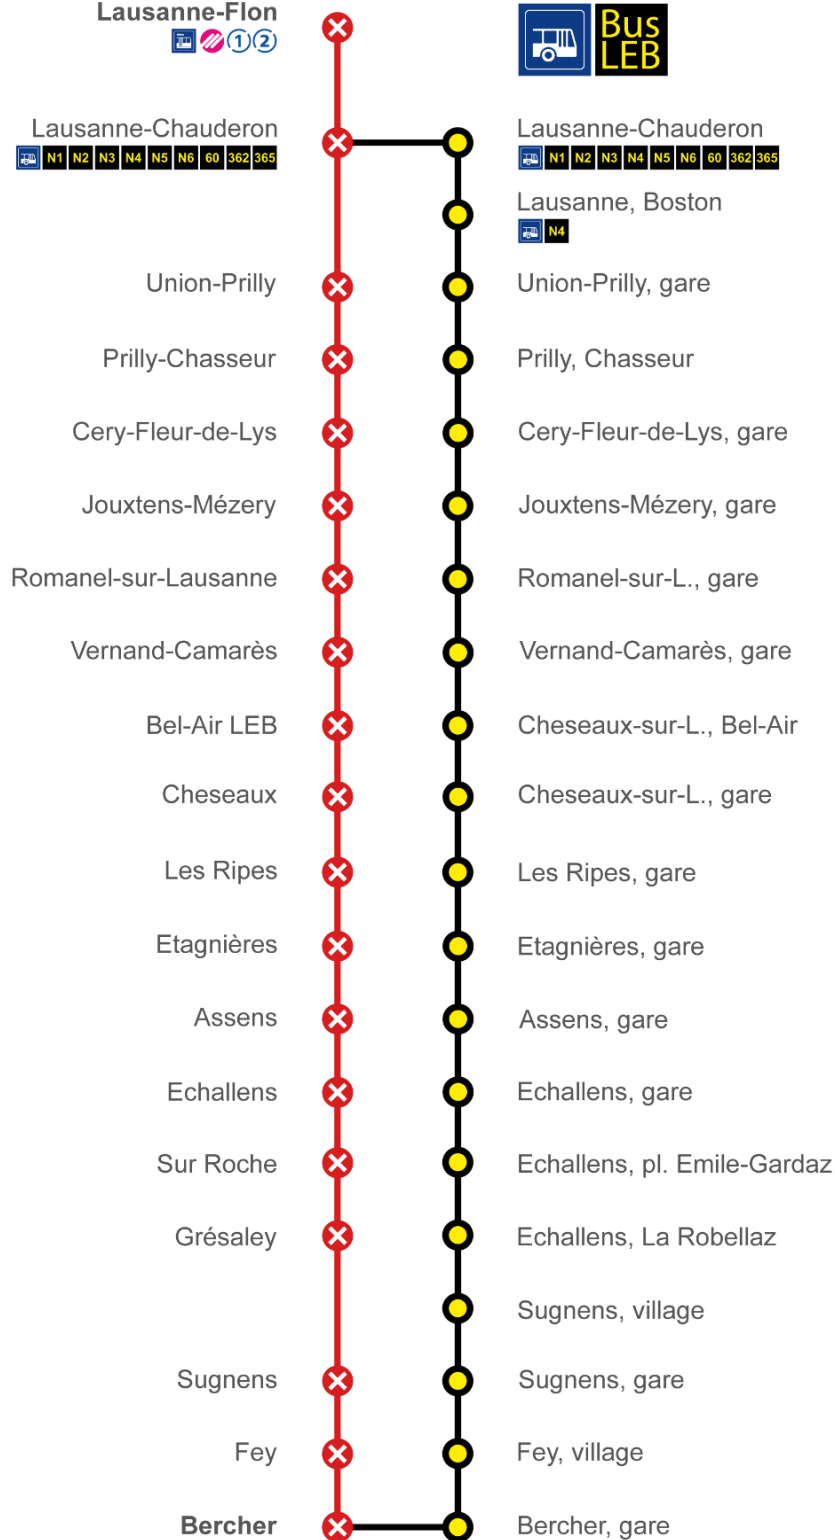 Lausanne-Flon
1 2
Bus
LEB
Lausanne-Chauderon
N1 N2 N3 N4 N5 N6 60 362 365
Lausanne-Chauderon
N1 N2 N3 N4 N5 N6 60 362 365
Lausanne, Boston
N4
Union-Prilly
Union-Prilly, gare
Prilly-Chasseur
Prilly, Chasseur
Cery-Fleur-de-Lys
Cery-Fleur-de-Lys, gare
Jouxtens-Mézery
Jouxtens-Mézery, gare
Romanel-sur-Lausanne
Romanel-sur-L., gare
Vernand-Camarès
Vernand-Camarès, gare
Bel-Air LEB
Cheseaux-sur-L., Bel-Air
Cheseaux
Cheseaux-sur-L., gare
Les Ripes
Les Ripes, gare
Etagnières
Etagnières, gare
Assens
Assens, gare
Echallens
Echallens, gare
Sur Roche
Echallens, pl. Emile-Gardaz
Grésaley
Echallens, La Robellaz
Sugnens, village
Sugnens
Sugnens, gare
Fey
Fey, village
Bercher
Bercher, gare